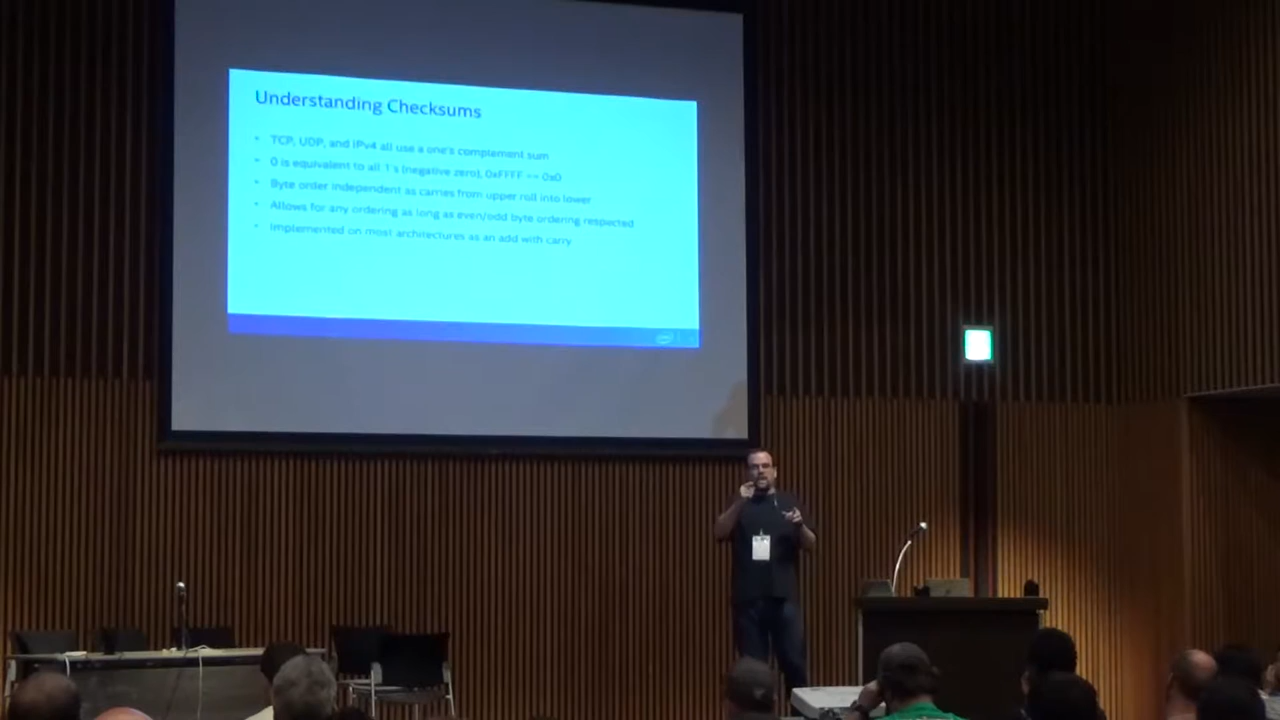 Understanding Checksums
• TCP, UDP, and IPv4 all use a one's complement sum
• 0 is equivalent to all 1's (negative zero), 0xFFFF == 0x0
• Byte order independent as carries from upper roll into lower
• Allows for any ordering as long as even/odd byte ordering respected
• Implemented on most architectures as an add with carry
intel